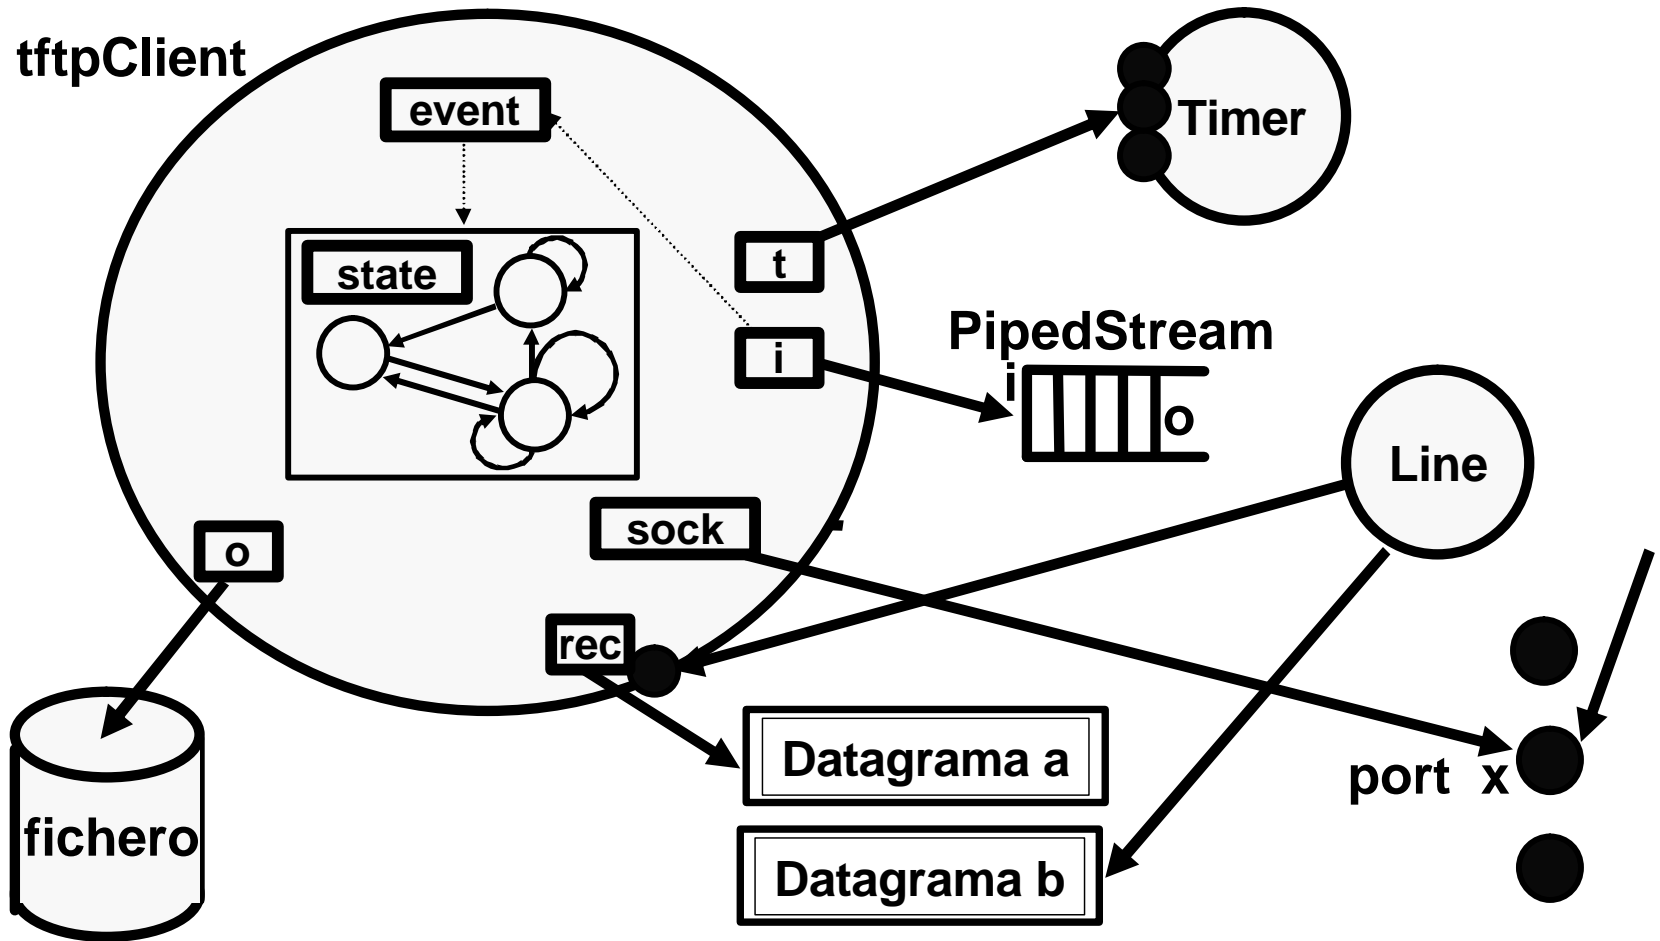 tftpClient
event
Timer
state
t
PipedStream
i
i
o
Line
sock
o
rec
Datagrama a
port x
fichero
Datagrama b